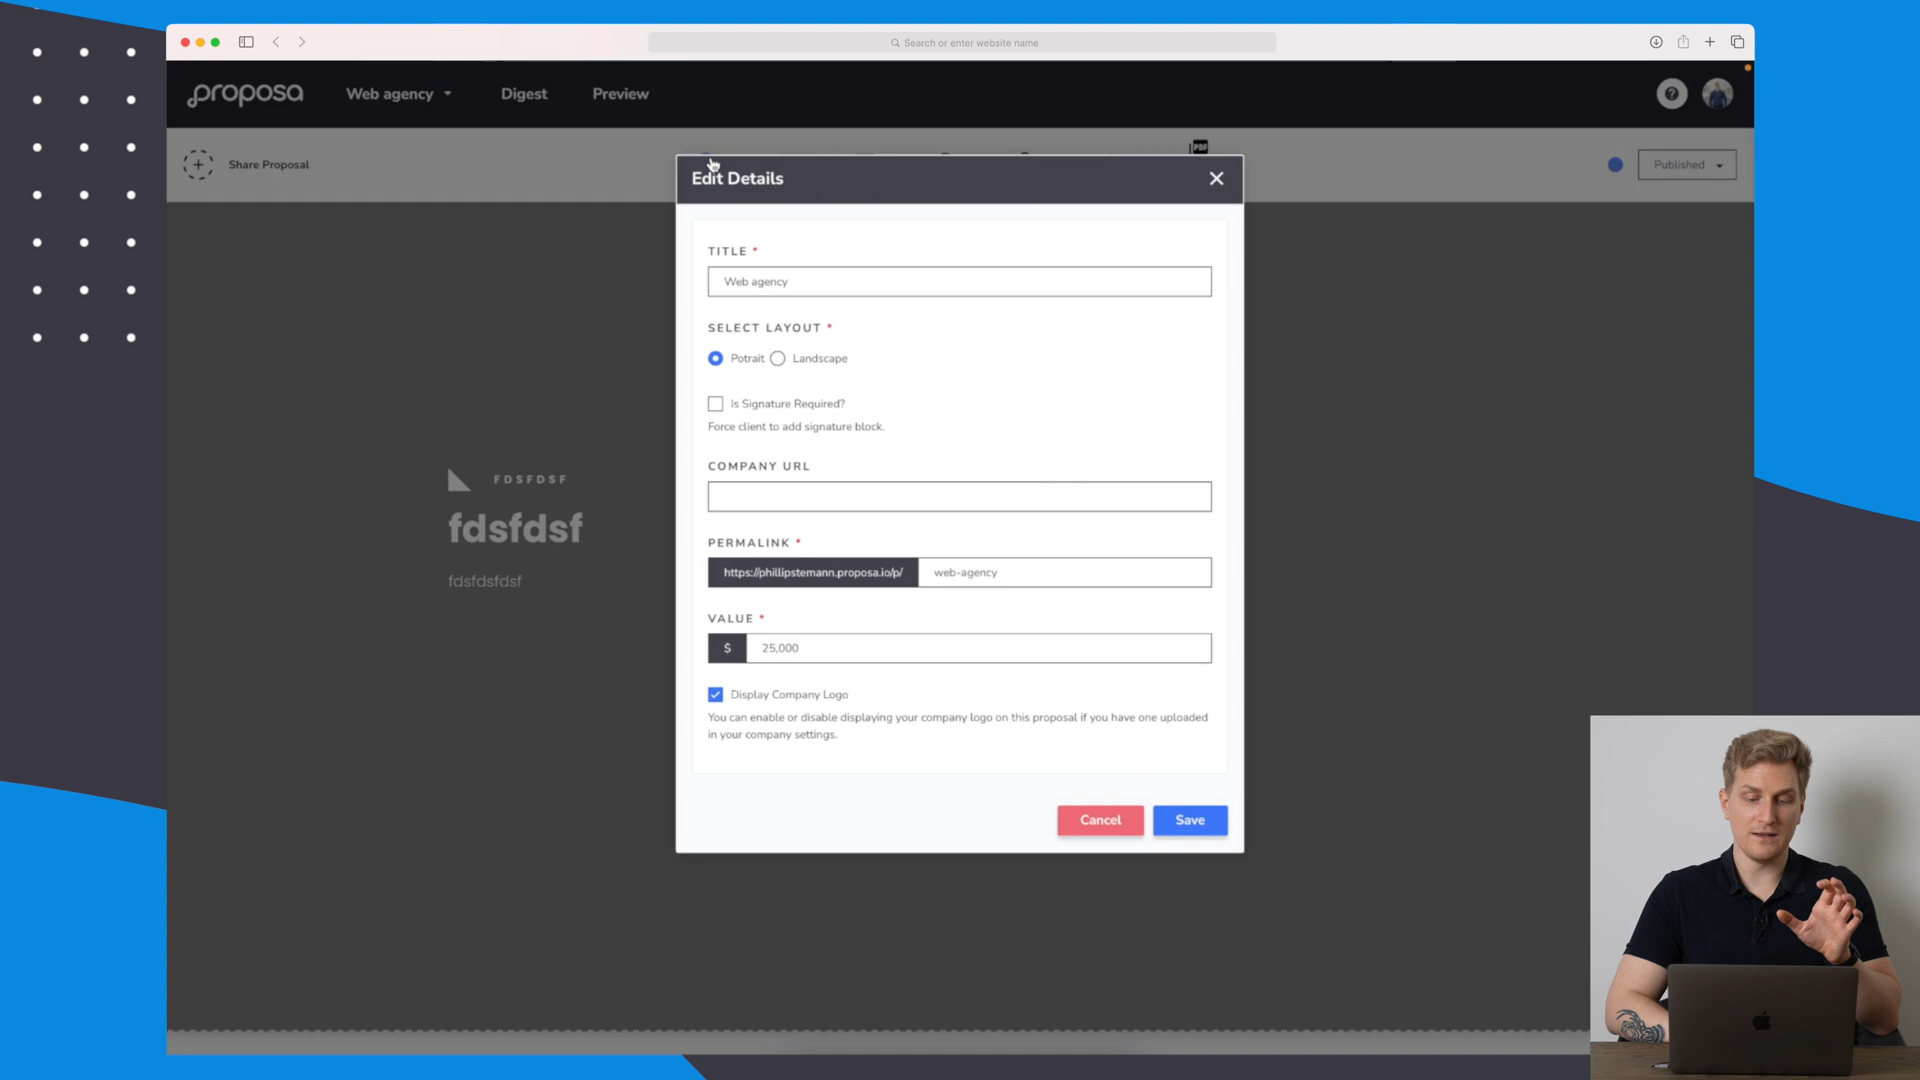 Search or enter website name
proposa
Web agency
Digest
Preview
?
Share Proposal
PDF
Published
Edit Details
TITLE *
Web agency
SELECT LAYOUT *
Potrait
Landscape
Is Signature Required?
Force client to add signature block.
COMPANY URL
PERMALINK *
https://phillipstemann.proposa.io/p/
web-agency
VALUE *
$
25,000
Display Company Logo
You can enable or disable displaying your company logo on this proposal if you have one uploaded
in your company settings.
Cancel
Save
FDSFDSF
fdsfdsf
fdsfdsfdsf